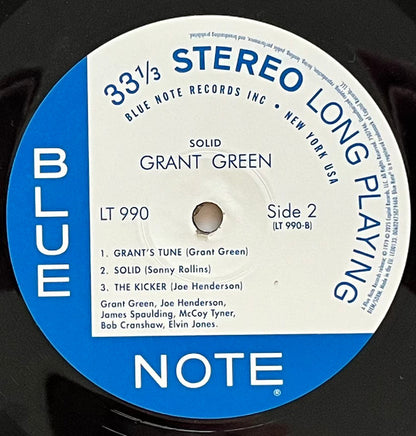 33 1/3 STEREO LONG PLAYING
BLUE NOTE RECORDS INC • NEW YORK USA
SOLID
GRANT GREEN
LT 990
Side 2
(LT 990-B)
1. GRANT'S TUNE (Grant Green)
2. SOLID (Sonny Rollins)
3. THE KICKER (Joe Henderson)
Grant Green, Joe Henderson,
James Spaulding, McCoy Tyner,
Bob Cranshaw, Elvin Jones.
BLUE
NOTE
®